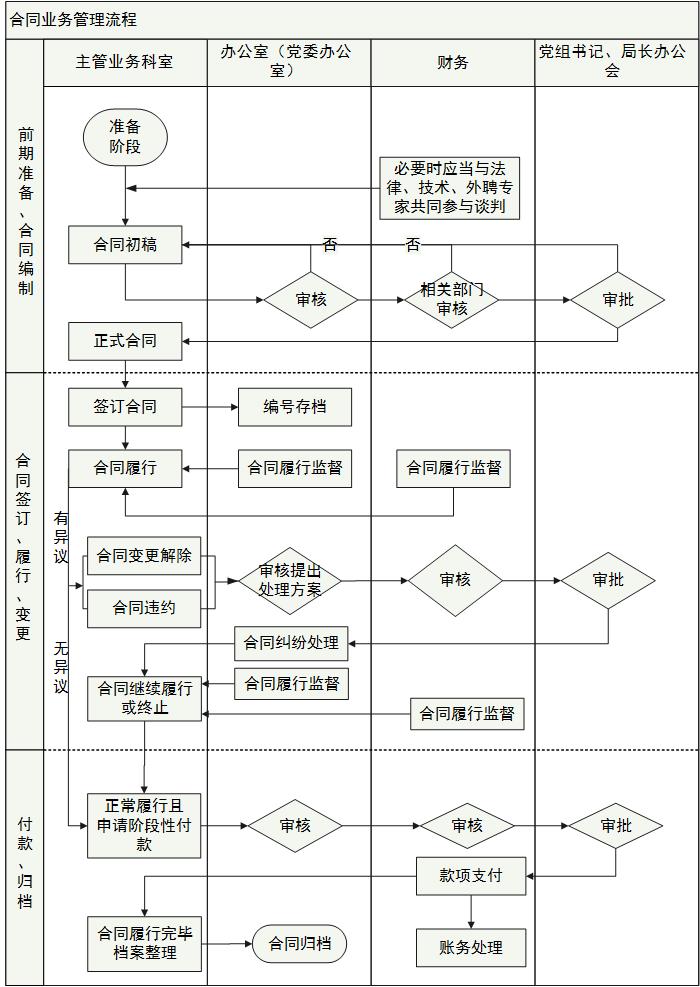 合同业务管理流程
主管业务科室
办公室（党委办公
室）
财务
党组书记、局长办公
会
前期准备、合同编制
准备
阶段
必要时应当与法
律、技术、外聘专
家共同参与谈判
合同初稿
否
否
审核
相关部门
审核
审批
正式合同
合同签订、履行、变更
签订合同
编号存档
合同履行
合同履行监督
合同履行监督
有异议
合同变更解除
合同违约
审核提出
处理方案
审核
审批
无异议
合同纠纷处理
合同继续履行
或终止
合同履行监督
合同履行监督
付款、归档
正常履行且
申请阶段性付
款
审核
审核
审批
款项支付
合同履行完毕
档案整理
合同归档
账务处理